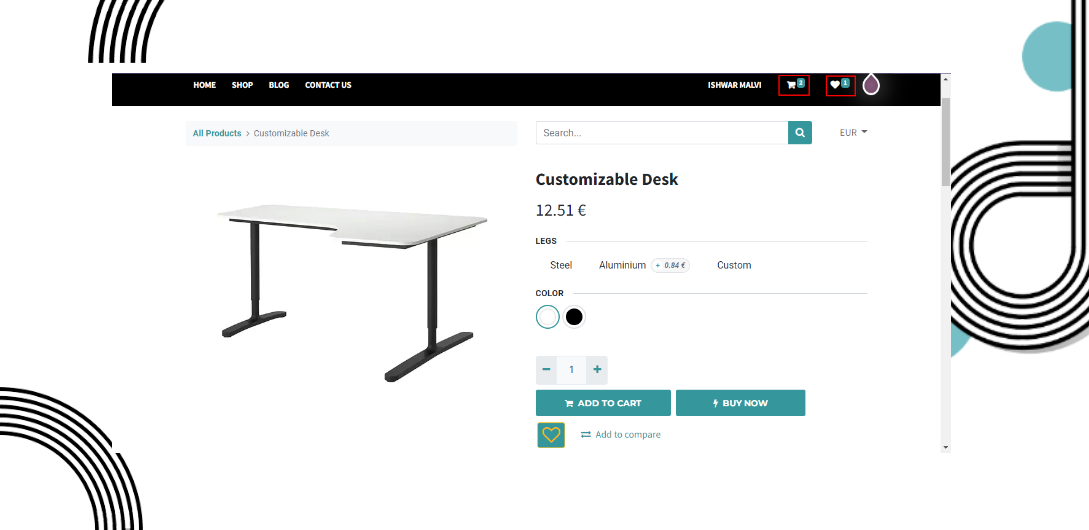 HOME SHOP BLOG CONTACT US ISHWAR MALVI 2 1
All Products > Customizable Desk Search... EUR
Customizable Desk
12.51 €
LEGS
Steel Aluminium + 0.84 € Custom
COLOR
− 1 +
ADD TO CART BUY NOW
Add to compare